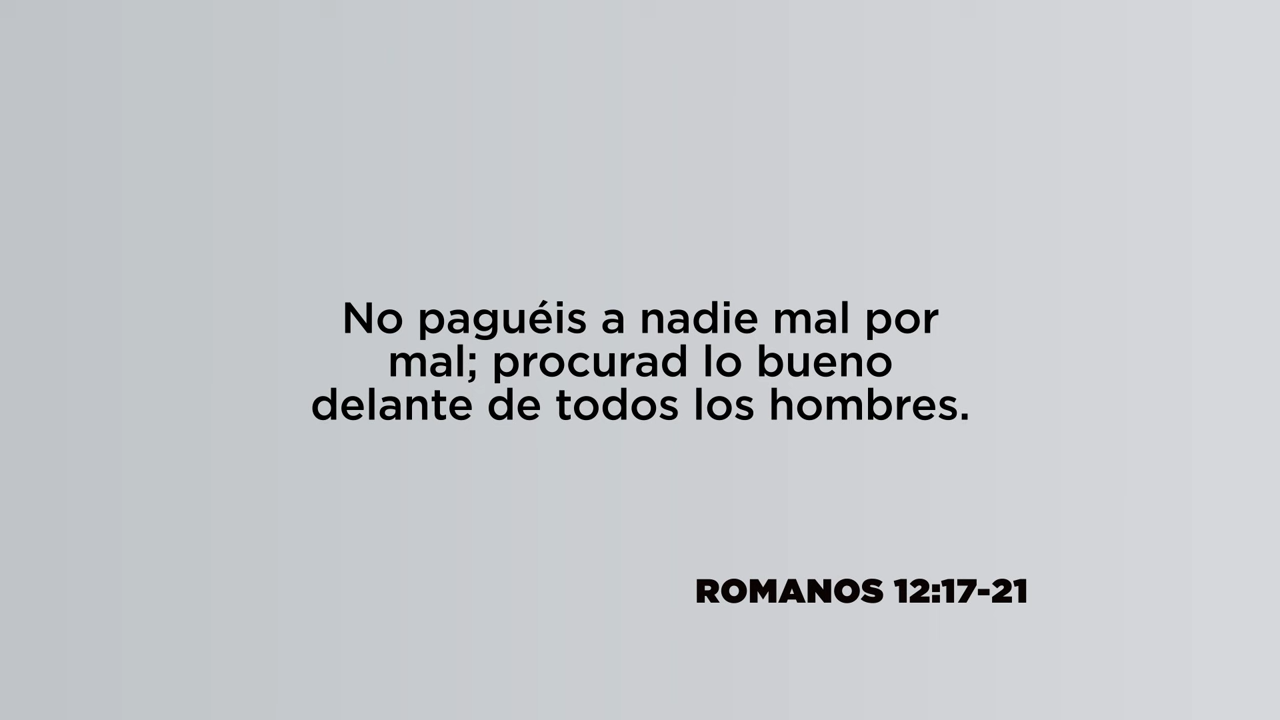 No paguéis a nadie mal por
mal; procurad lo bueno
delante de todos los hombres.
ROMANOS 12:17-21